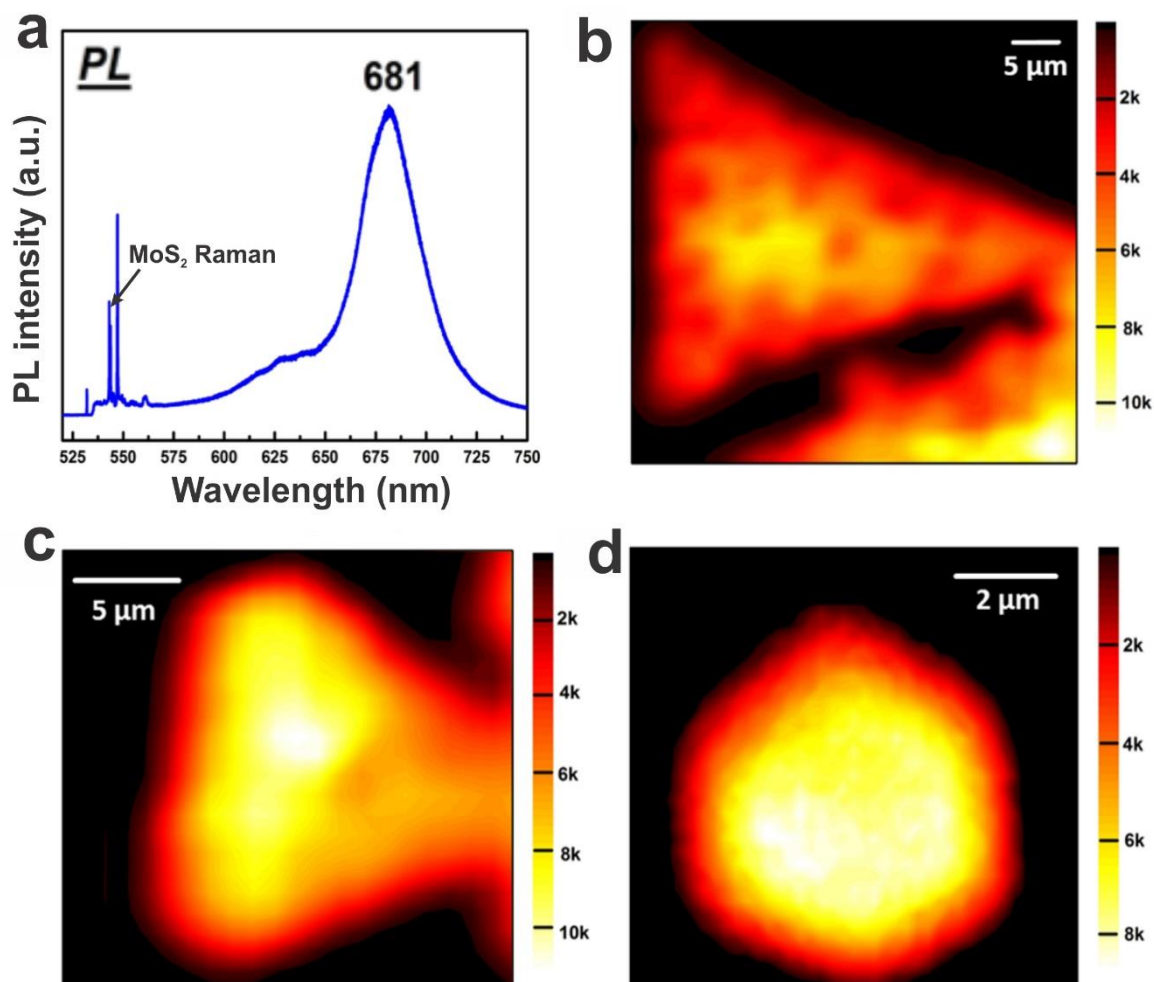 a
PL
681
MoS₂ Raman
PL intensity (a.u.)
525 550 575 600 625 650 675 700 725 750
Wavelength (nm)
b
5 μm
2k
4k
6k
8k
10k
c
5 μm
2k
4k
6k
8k
10k
d
2 μm
2k
4k
6k
8k